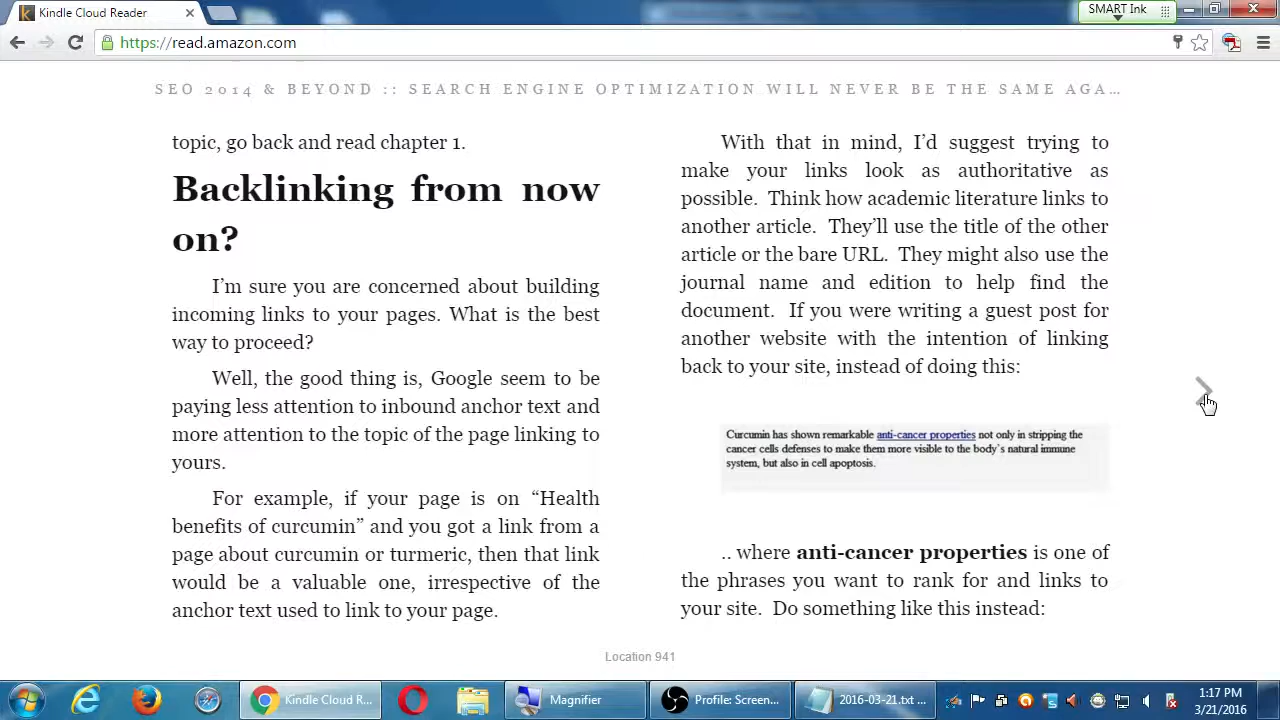 Kindle Cloud Reader
SMART Ink
https://read.amazon.com
SEO 2014 & BEYOND :: SEARCH ENGINE OPTIMIZATION WILL NEVER BE THE SAME AGA…
topic, go back and read chapter 1.
Backlinking from now
on?
I’m sure you are concerned about building
incoming links to your pages. What is the best
way to proceed?
Well, the good thing is, Google seem to be
paying less attention to inbound anchor text and
more attention to the topic of the page linking to
yours.
For example, if your page is on “Health
benefits of curcumin” and you got a link from a
page about curcumin or turmeric, then that link
would be a valuable one, irrespective of the
anchor text used to link to your page.
With that in mind, I’d suggest trying to
make your links look as authoritative as
possible. Think how academic literature links to
another article. They’ll use the title of the other
article or the bare URL. They might also use the
journal name and edition to help find the
document. If you were writing a guest post for
another website with the intention of linking
back to your site, instead of doing this:
Curcumin has shown remarkable anti-cancer properties not only in stripping the
cancer cells defenses to make them more visible to the body's natural immune
system, but also in cell apoptosis.
.. where anti-cancer properties is one of
the phrases you want to rank for and links to
your site. Do something like this instead:
Location 941
Kindle Cloud R...
Magnifier
Profile: Screen...
2016-03-21.txt ...
1:17 PM
3/21/2016